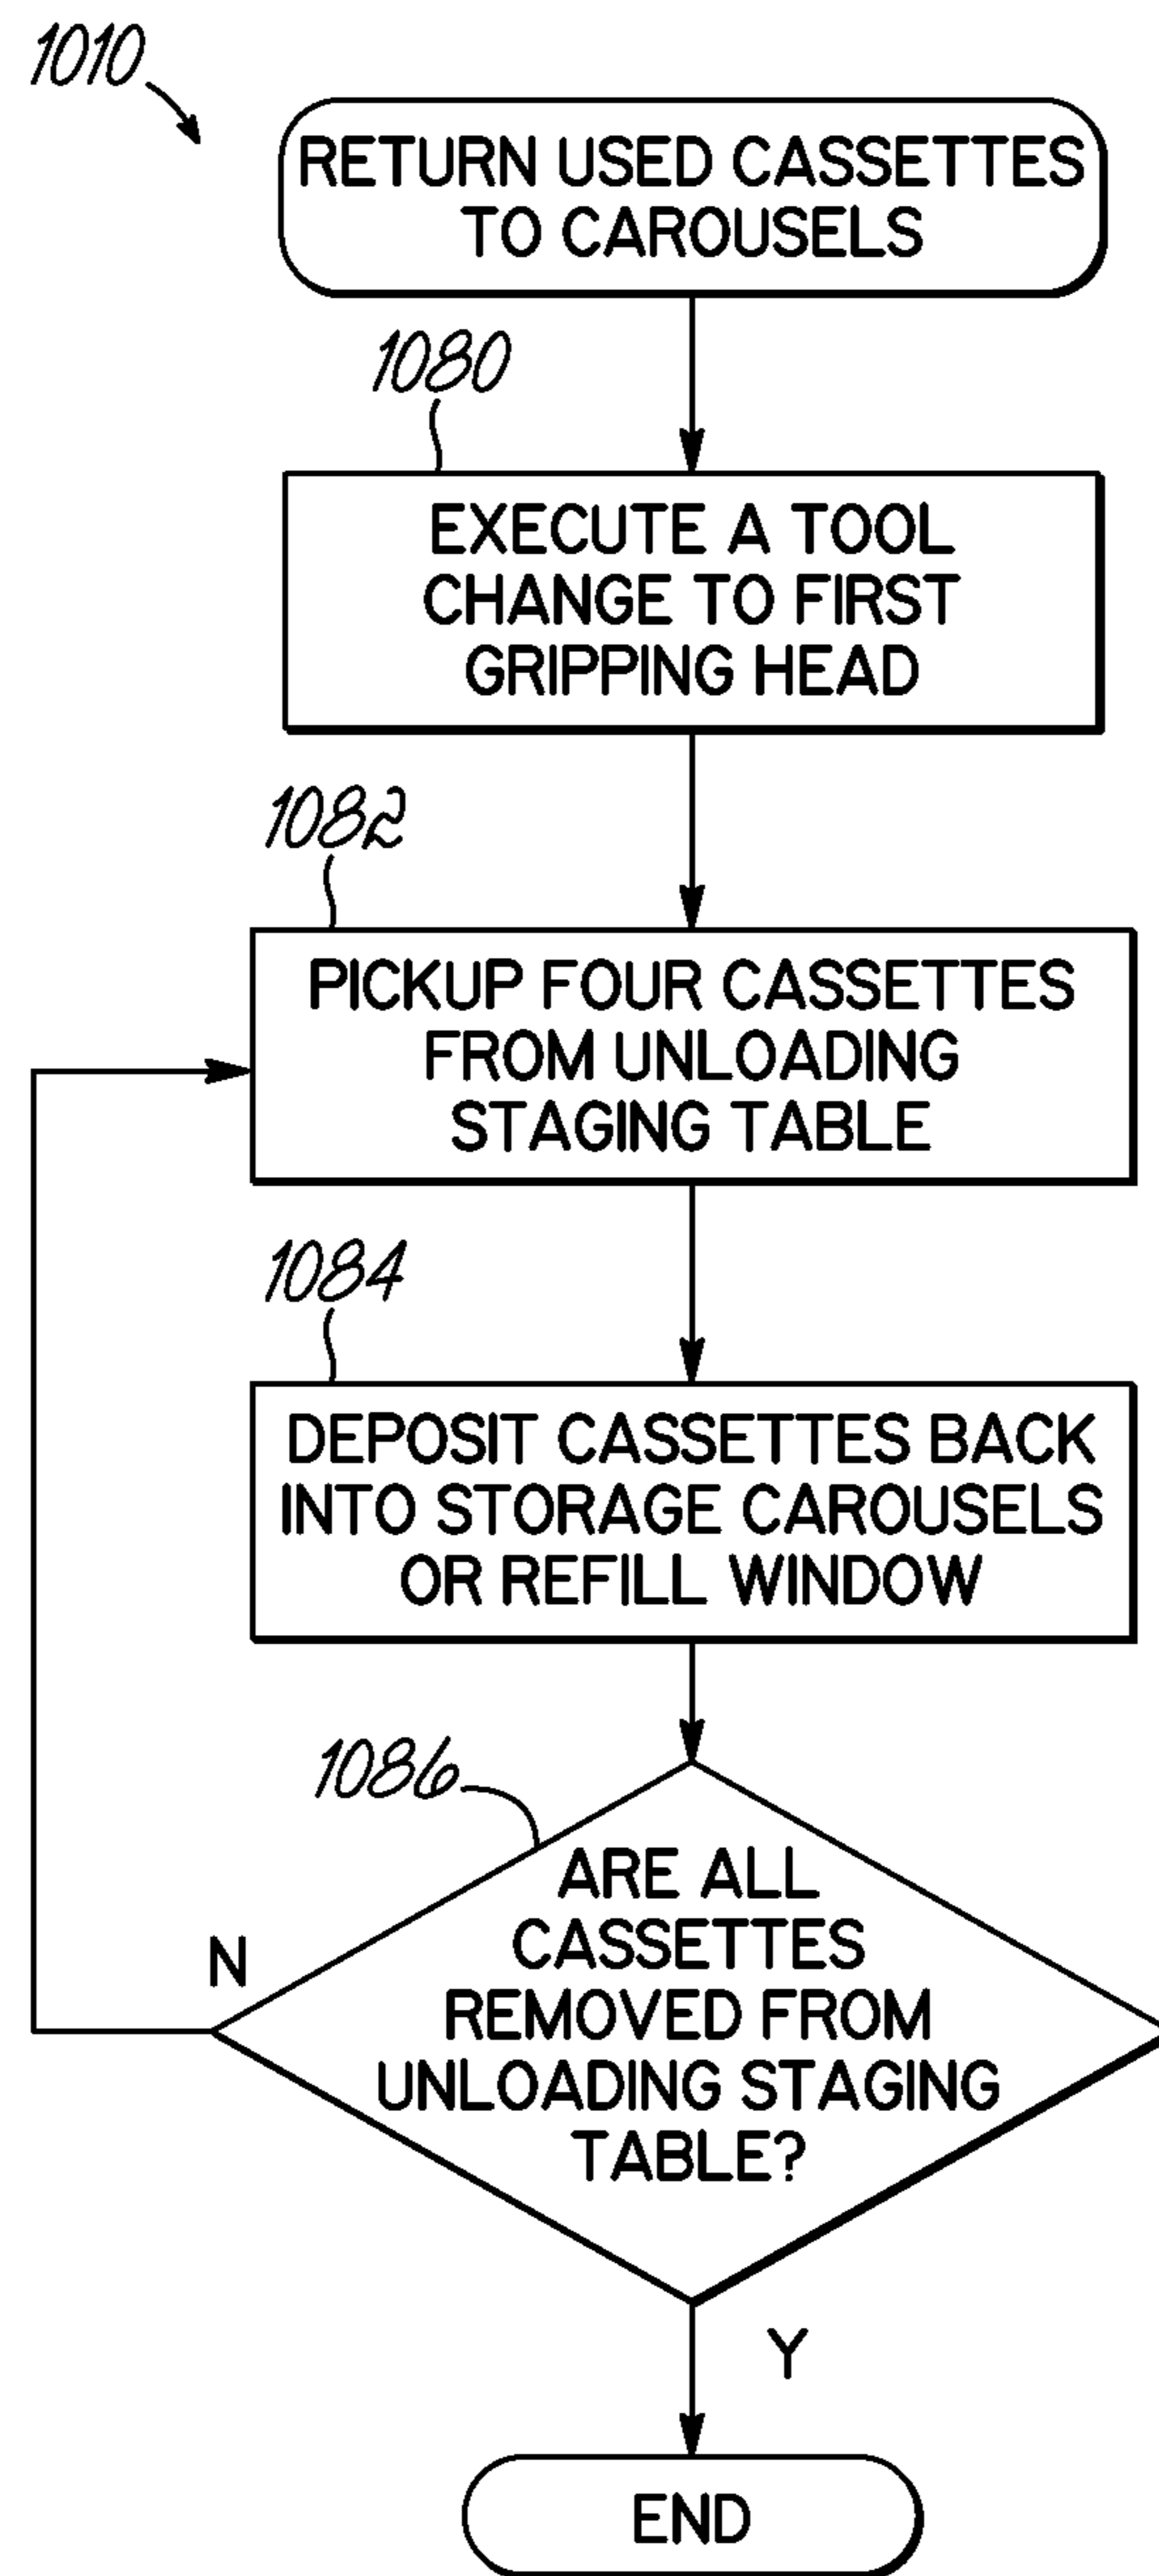 1010
RETURN USED CASSETTES
TO CAROUSELS
1080
EXECUTE A TOOL
CHANGE TO FIRST
GRIPPING HEAD
1082
PICKUP FOUR CASSETTES
FROM UNLOADING
STAGING TABLE
1084
DEPOSIT CASSETTES BACK
INTO STORAGE CAROUSELS
OR REFILL WINDOW
1086
ARE ALL
CASSETTES
REMOVED FROM
UNLOADING STAGING
TABLE?
N
Y
END